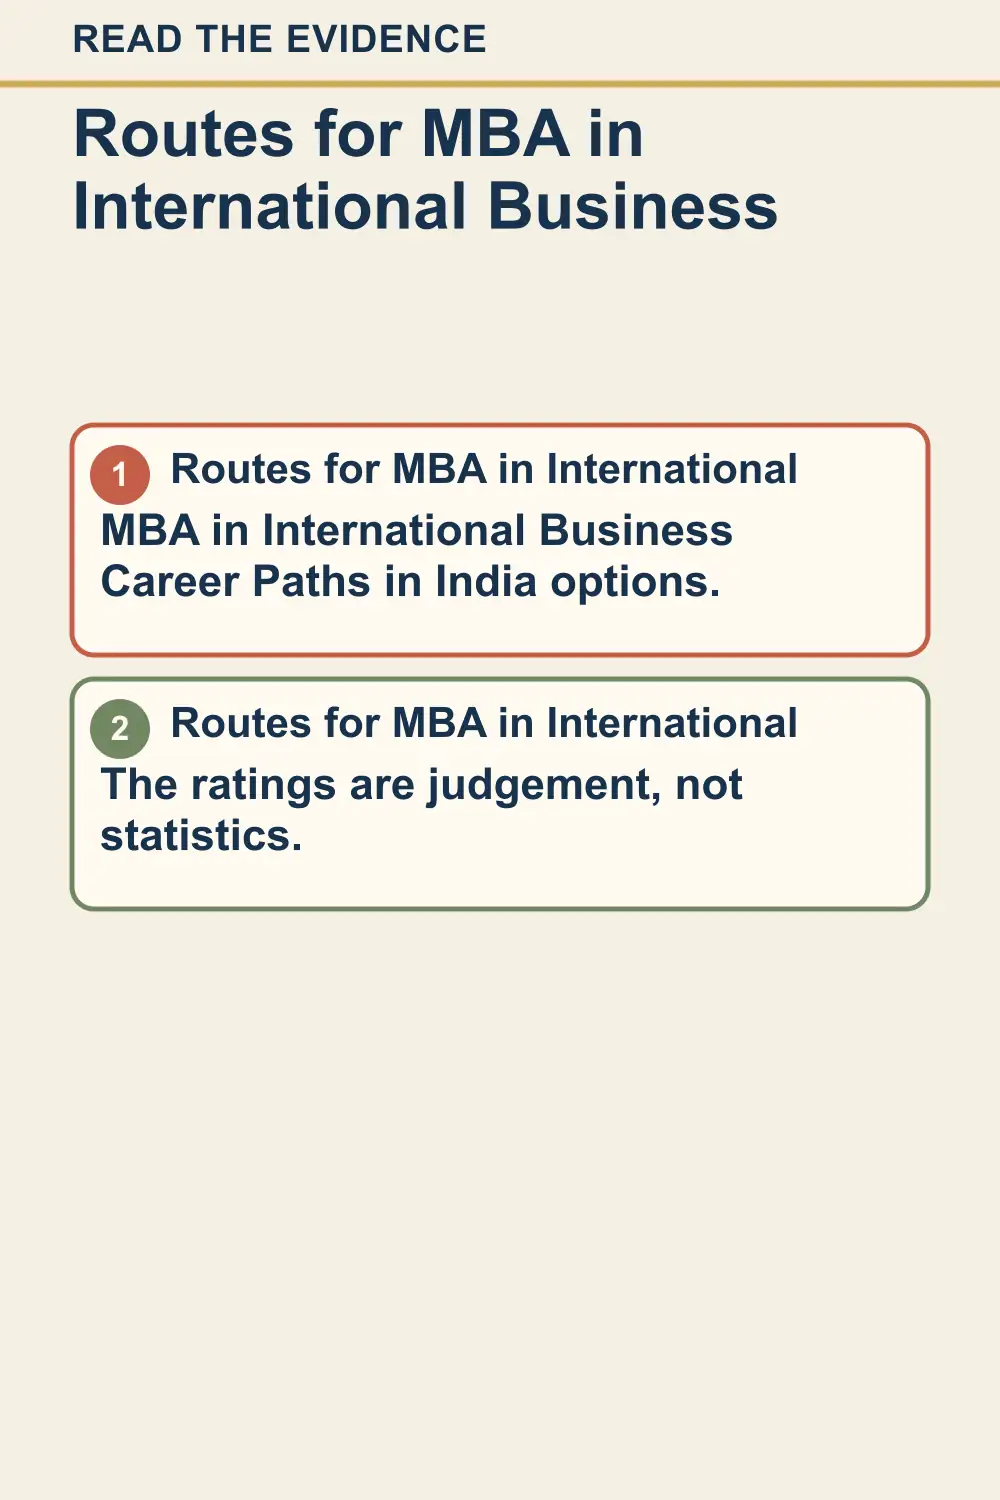 READ THE EVIDENCE
Routes for MBA in
International Business
1 Routes for MBA in International
MBA in International Business
Career Paths in India options.
2 Routes for MBA in International
The ratings are judgement, not
statistics.